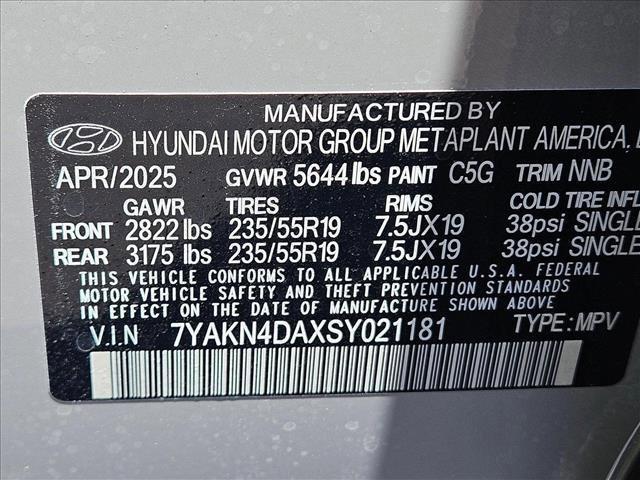 MANUFACTURED BY
HYUNDAI MOTOR GROUP METAPLANT AMERICA,
APR/2025 GVWR 5644 lbs PAINT C5G TRIM NNB
GAWR TIRES RIMS COLD TIRE INFL
FRONT 2822 lbs 235/55R19 7.5JX19 38psi SINGLE
REAR 3175 lbs 235/55R19 7.5JX19 38psi SINGLE
THIS VEHICLE CONFORMS TO ALL APPLICABLE U.S.A. FEDERAL
MOTOR VEHICLE SAFETY AND THEFT PREVENTION STANDARDS
IN EFFECT ON THE DATE OF MANUFACTURE SHOWN ABOVE
V.I.N 7YAKN4DAXSY021181 TYPE: MPV